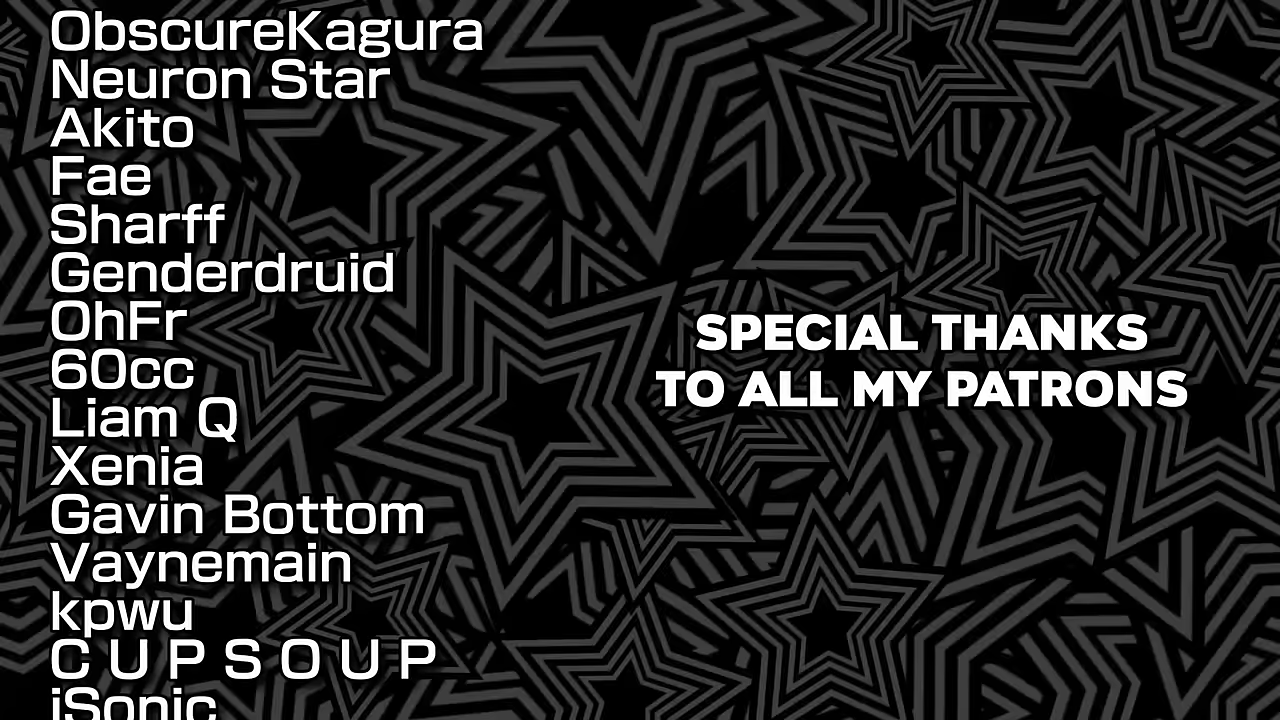 ObscureKagura
Neuron Star
Akito
Fae
Sharff
Genderdruid
OhFr
60cc
Liam Q
Xenia
Gavin Bottom
Vaynemain
kpwu
C U P S O U P
iSonic
SPECIAL THANKS
TO ALL MY PATRONS